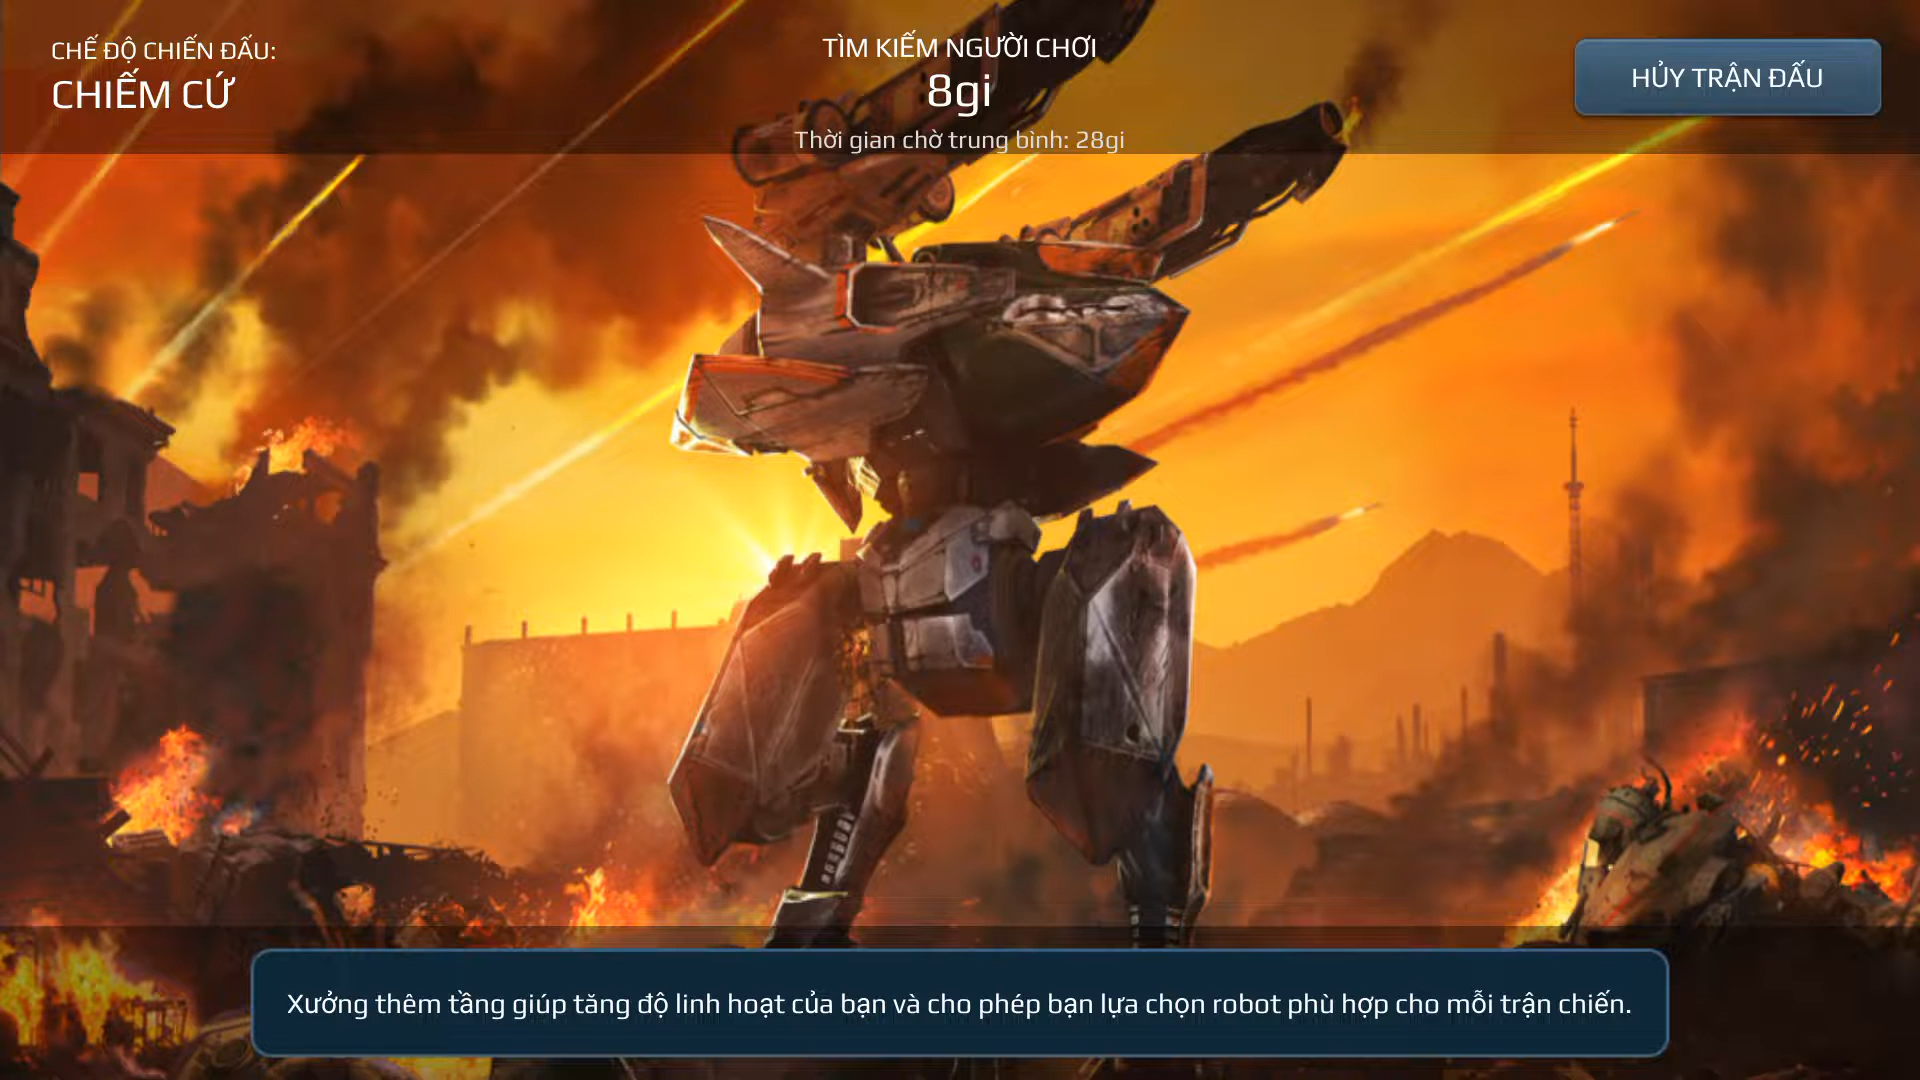 CHẾ ĐỘ CHIẾN ĐẤU:
CHIẾM CỨ
TÌM KIẾM NGƯỜI CHƠI
8gi
Thời gian chờ trung bình: 28gi
HỦY TRẬN ĐẤU
Xưởng thêm tầng giúp tăng độ linh hoạt của bạn và cho phép bạn lựa chọn robot phù hợp cho mỗi trận chiến.